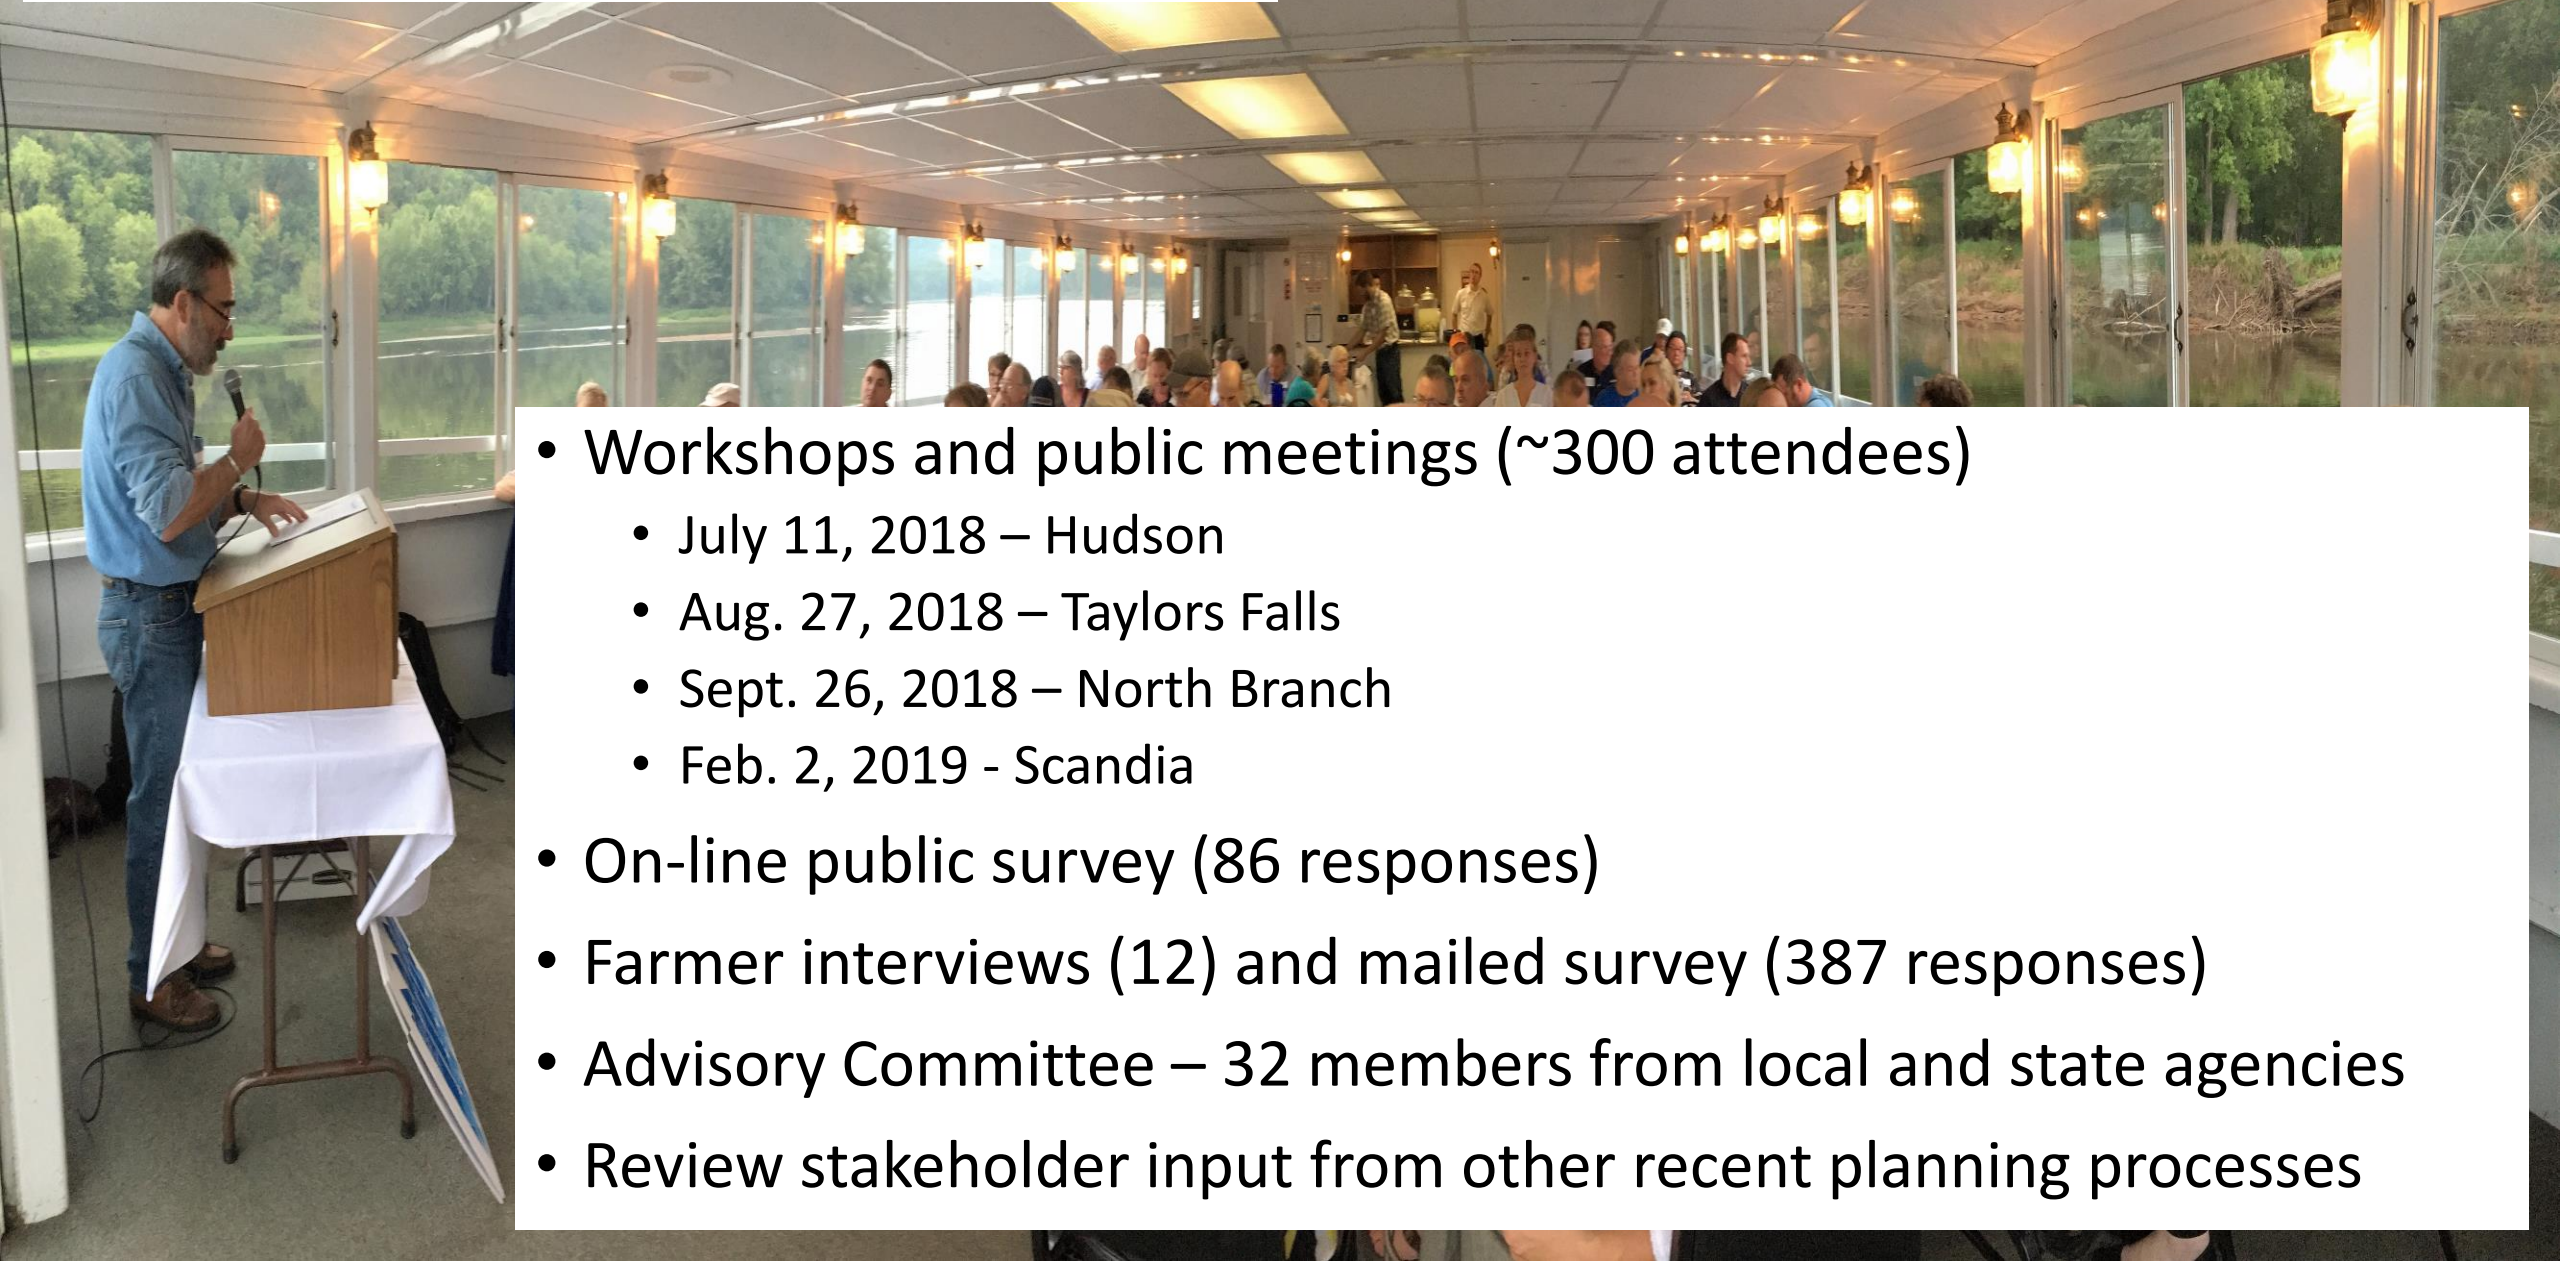 • Workshops and public meetings (~300 attendees)
• July 11, 2018 – Hudson
• Aug. 27, 2018 – Taylors Falls
• Sept. 26, 2018 – North Branch
• Feb. 2, 2019 - Scandia
• On-line public survey (86 responses)
• Farmer interviews (12) and mailed survey (387 responses)
• Advisory Committee – 32 members from local and state agencies
• Review stakeholder input from other recent planning processes